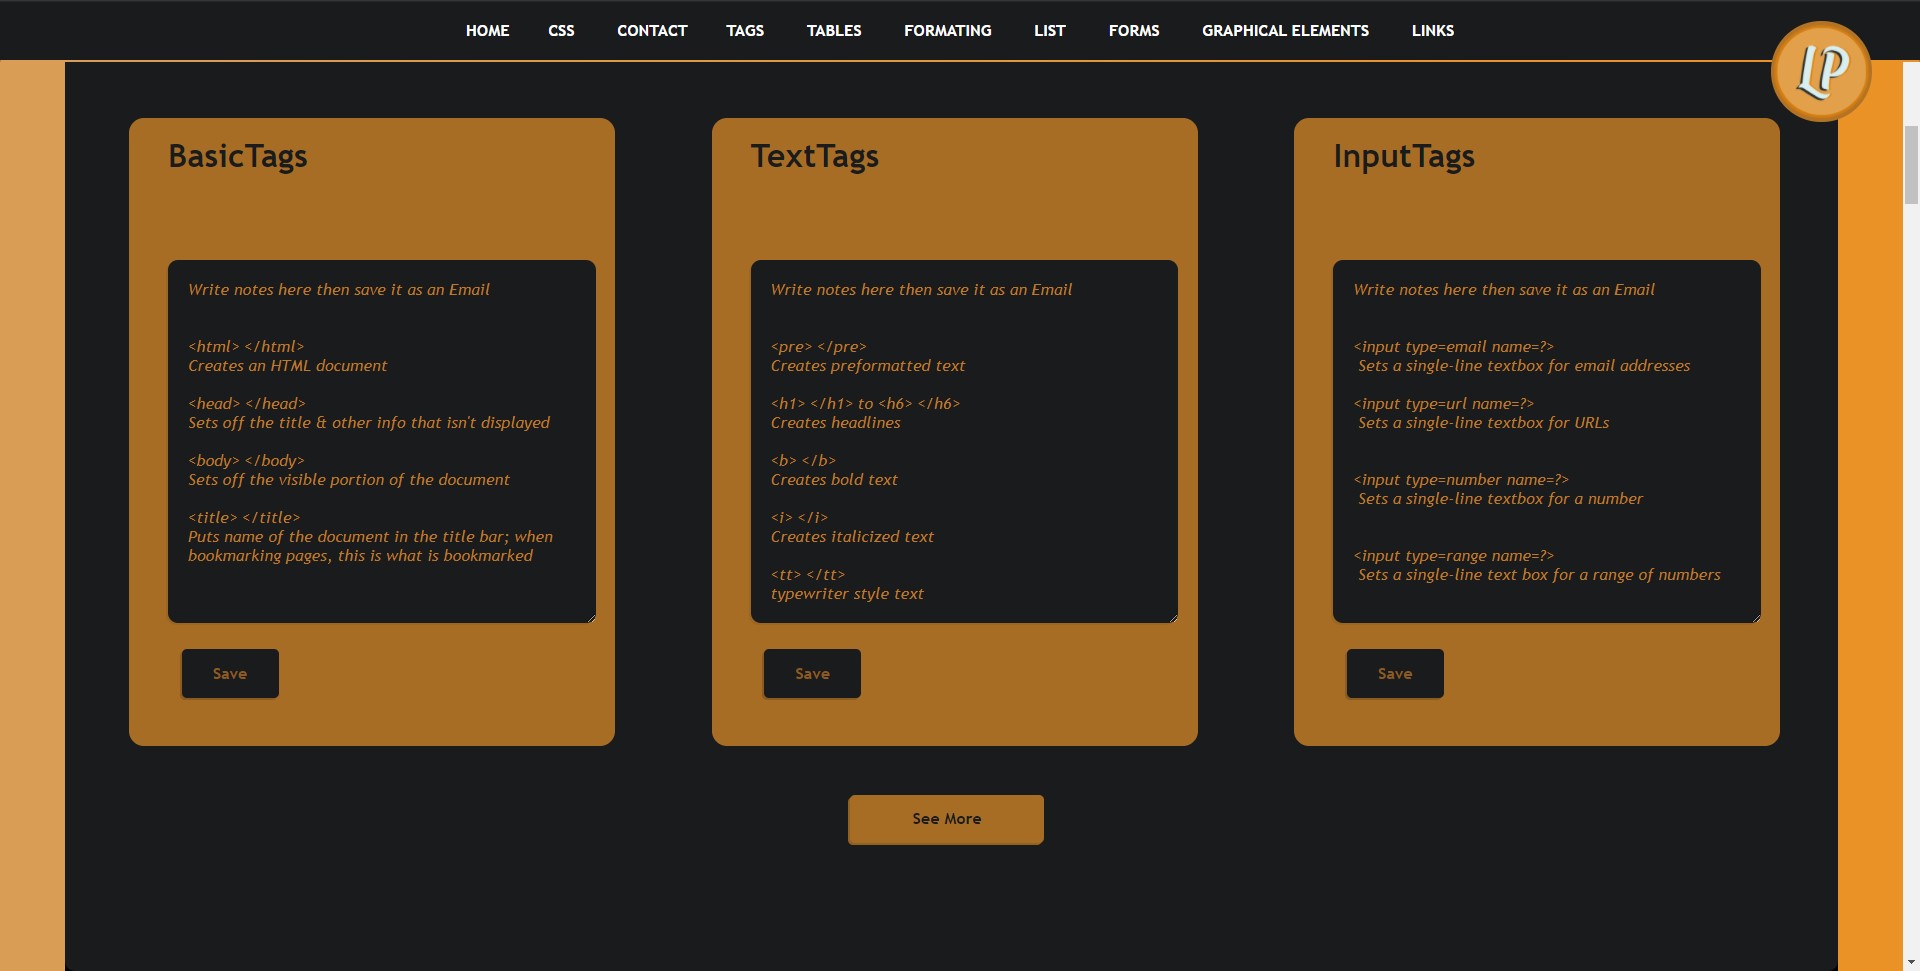 HOME CSS CONTACT TAGS TABLES FORMATING LIST FORMS GRAPHICAL ELEMENTS LINKS
LP
BasicTags
Write notes here then save it as an Email
<html> </html>
Creates an HTML document
<head> </head>
Sets off the title & other info that isn't displayed
<body> </body>
Sets off the visible portion of the document
<title> </title>
Puts name of the document in the title bar; when
bookmarking pages, this is what is bookmarked
Save
TextTags
Write notes here then save it as an Email
<pre> </pre>
Creates preformatted text
<h1> </h1> to <h6> </h6>
Creates headlines
<b> </b>
Creates bold text
<i> </i>
Creates italicized text
<tt> </tt>
typewriter style text
Save
InputTags
Write notes here then save it as an Email
<input type=email name=?>
Sets a single-line textbox for email addresses
<input type=url name=?>
Sets a single-line textbox for URLs
<input type=number name=?>
Sets a single-line textbox for a number
<input type=range name=?>
Sets a single-line text box for a range of numbers
Save
See More